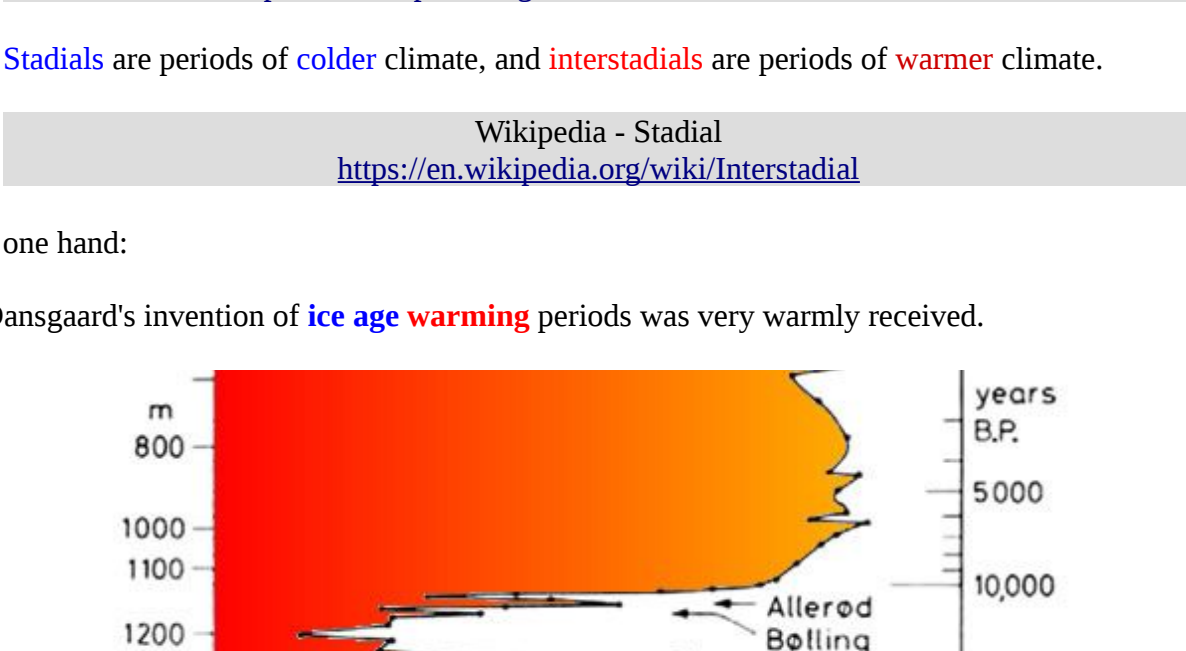 Stadials are periods of colder climate, and interstadials are periods of warmer climate.
Wikipedia - Stadial
https://en.wikipedia.org/wiki/Interstadial
one hand:
ansgaard's invention of ice age warming periods was very warmly received.
m
years
B.P.
800
5000
1000
1100
10,000
Allerød
1200
Bølling